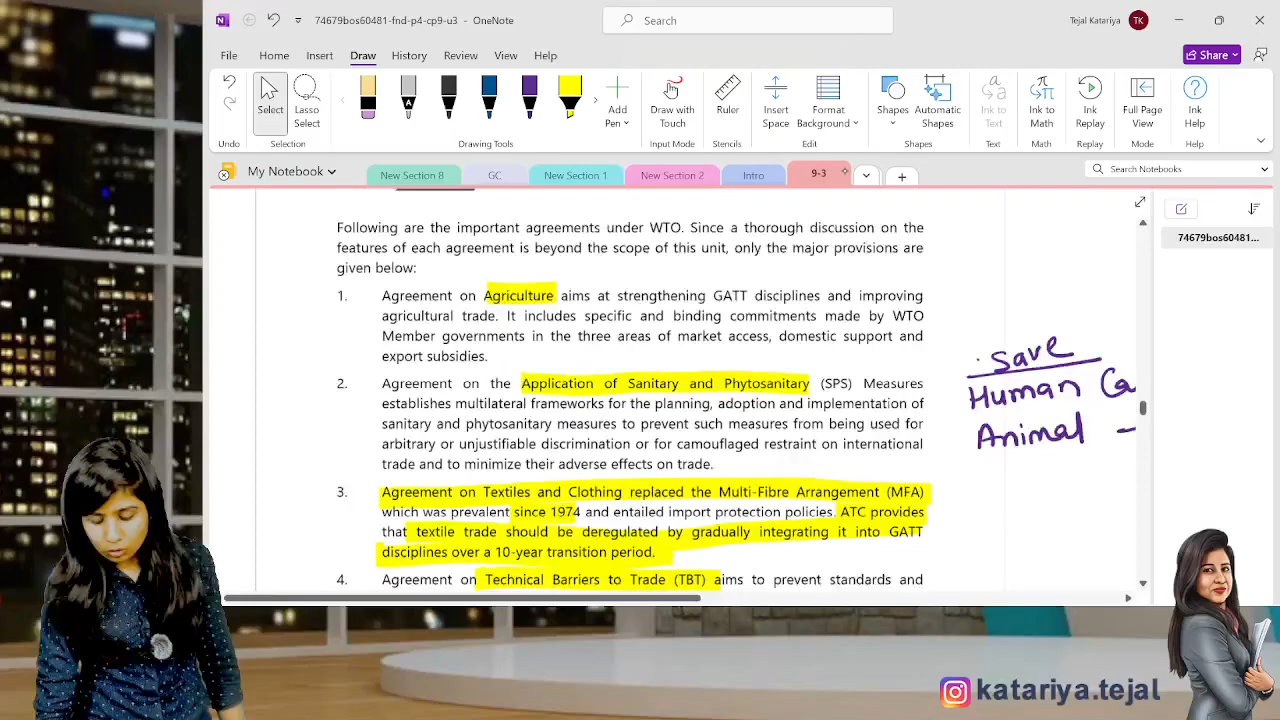 74679bos60481-fnd-p4-cp9-u3 - OneNote
Search
Tejal Katariya
TK
File Home Insert Draw History Review View Help
Share
Select
Lasso Select
Add Pen
Draw with Touch
Ruler
Insert Space
Format Background
Shapes
Automatic Shapes
Ink to Text
Ink to Math
Ink Replay
Full Page View
Ink Help
Undo
Selection
Drawing Tools
Input Mode
Stencils
Edit
Convert
Math
Replay
View
Help
My Notebook
New Section 8
GC
New Section 1
New Section 2
Intro
9-3
Search Notebooks
74679bos60481...
Following are the important agreements under WTO. Since a thorough discussion on the
features of each agreement is beyond the scope of this unit, only the major provisions are
given below:
1. Agreement on Agriculture aims at strengthening GATT disciplines and improving
agricultural trade. It includes specific and binding commitments made by WTO
Member governments in the three areas of market access, domestic support and
export subsidies.
2. Agreement on the Application of Sanitary and Phytosanitary (SPS) Measures
establishes multilateral frameworks for the planning, adoption and implementation of
sanitary and phytosanitary measures to prevent such measures from being used for
arbitrary or unjustifiable discrimination or for camouflaged restraint on international
trade and to minimize their adverse effects on trade.
3. Agreement on Textiles and Clothing replaced the Multi-Fibre Arrangement (MFA)
which was prevalent since 1974 and entailed import protection policies. ATC provides
that textile trade should be deregulated by gradually integrating it into GATT
disciplines over a 10-year transition period.
4. Agreement on Technical Barriers to Trade (TBT) aims to prevent standards and
Save
Human
Animal -
katariya.tejal